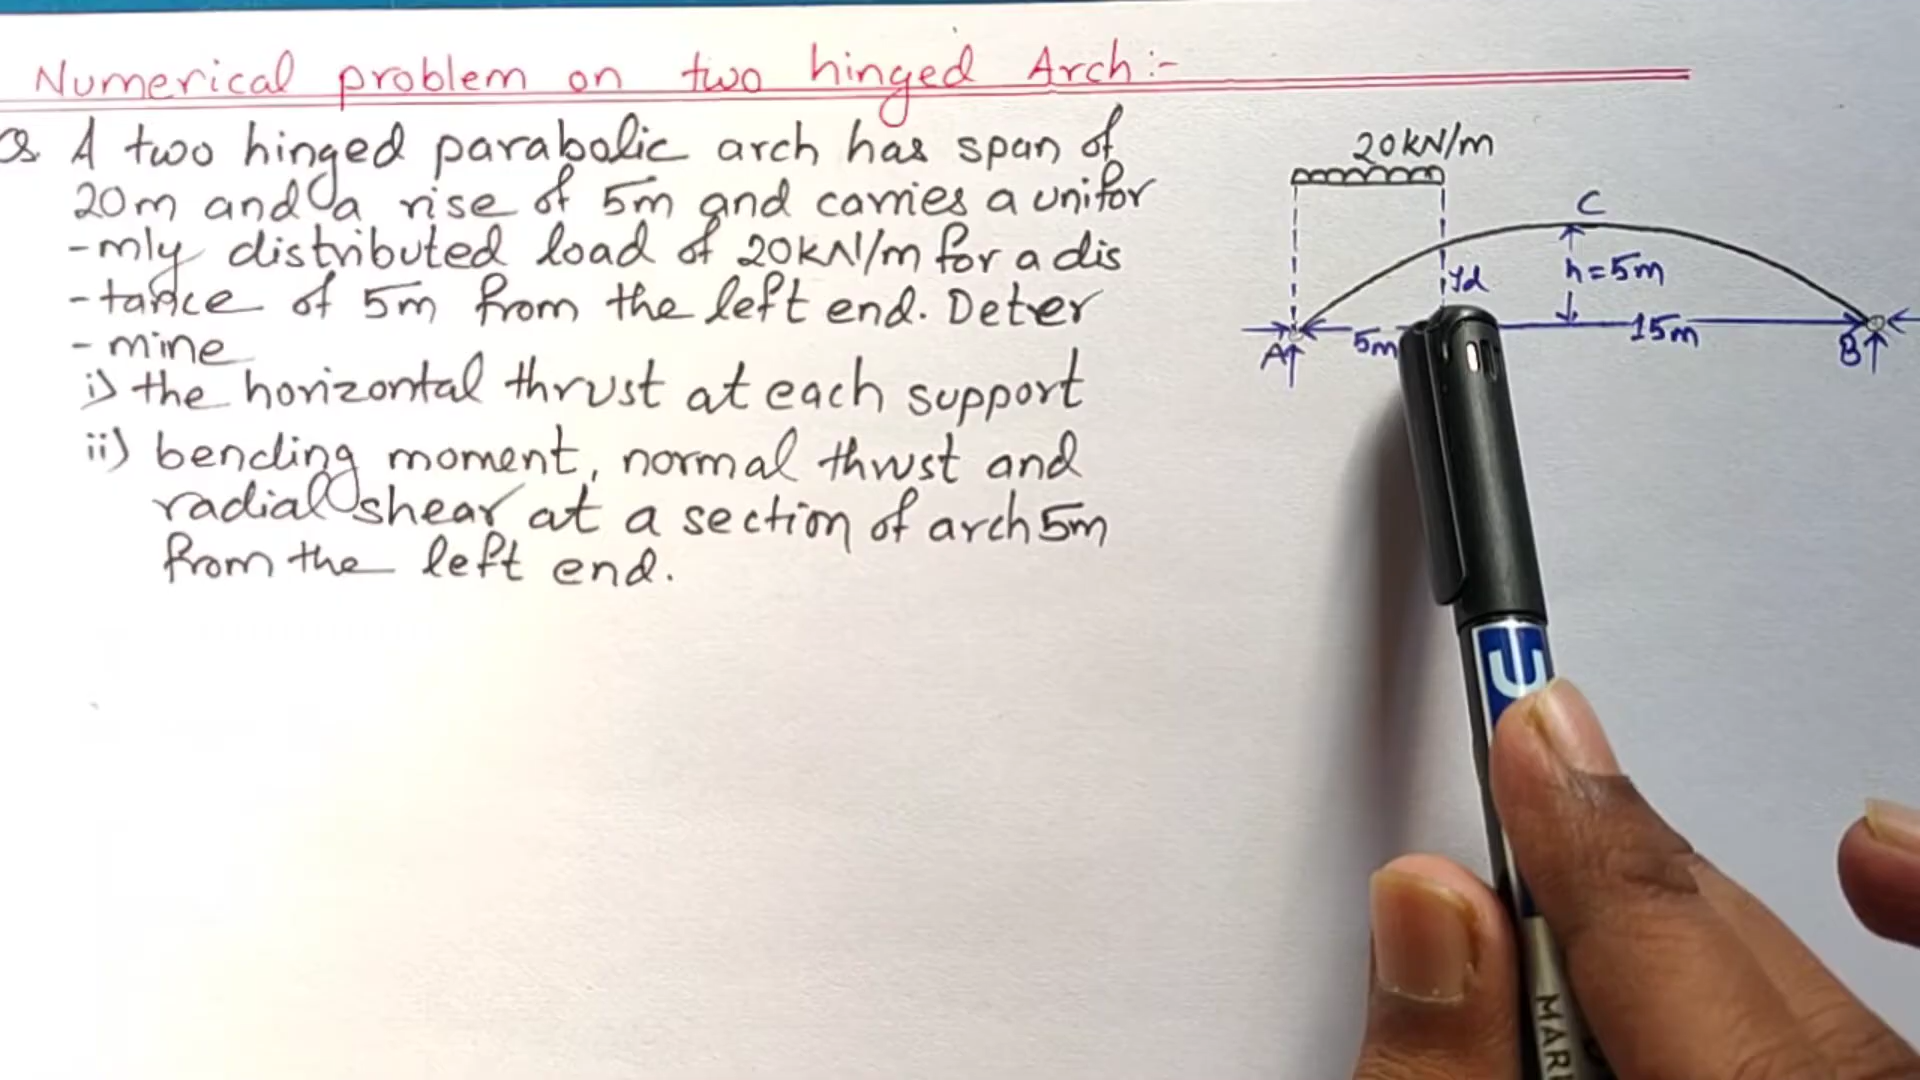 Numerical problem on two hinged Arch:-
Q. A two hinged parabolic arch has span of
20m and a rise of 5m and carries a unifor
-mly distributed load of 20kN/m for a dis
-tance of 5m from the left end. Deter
-mine
i) the horizontal thrust at each support
ii) bending moment, normal thrust and
radial shear at a section of arch 5m
from the left end.
20kN/m
C
yd
h=5m
5m
15m
A
B
MAR